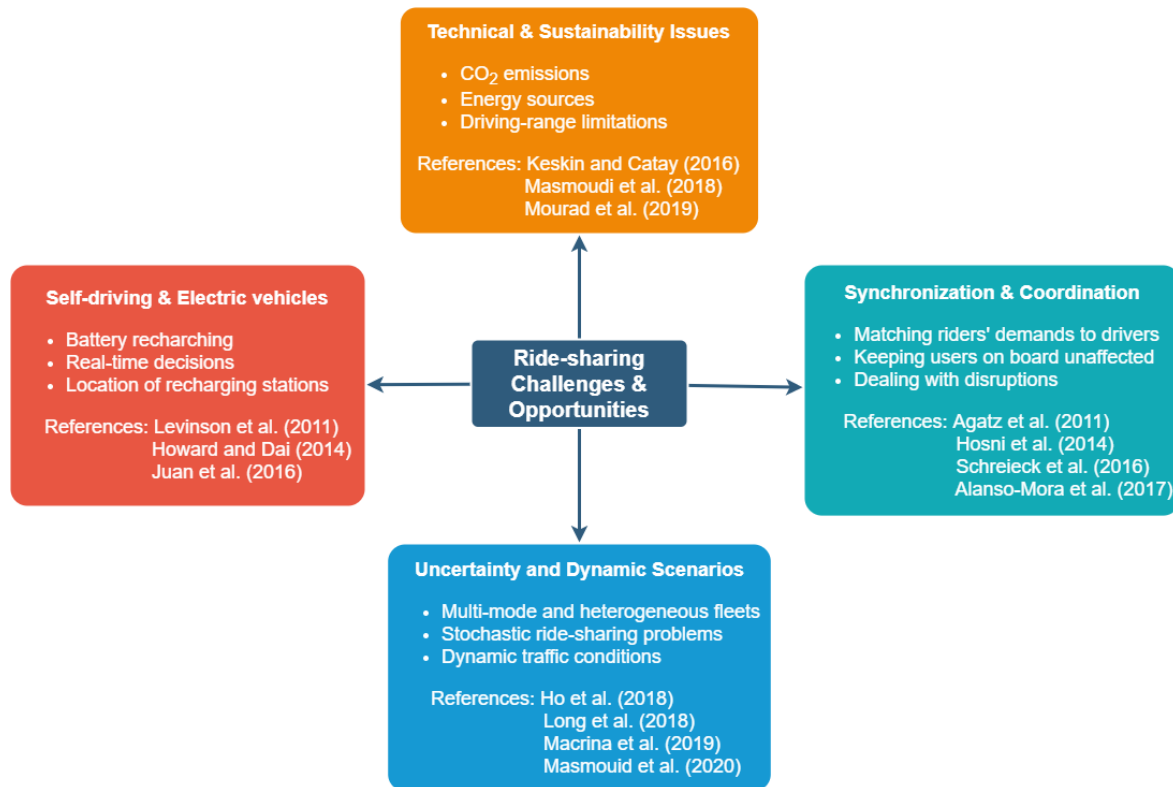 Technical & Sustainability Issues
• CO₂ emissions
• Energy sources
• Driving-range limitations
References: Keskin and Catay (2016)
Masmoudi et al. (2018)
Mourad et al. (2019)
Self-driving & Electric vehicles
• Battery recharching
• Real-time decisions
• Location of recharging stations
References: Levinson et al. (2011)
Howard and Dai (2014)
Juan et al. (2016)
Ride-sharing
Challenges &
Opportunities
Synchronization & Coordination
• Matching riders' demands to drivers
• Keeping users on board unaffected
• Dealing with disruptions
References: Agatz et al. (2011)
Hosni et al. (2014)
Schreieck et al. (2016)
Alanso-Mora et al. (2017)
Uncertainty and Dynamic Scenarios
• Multi-mode and heterogeneous fleets
• Stochastic ride-sharing problems
• Dynamic traffic conditions
References: Ho et al. (2018)
Long et al. (2018)
Macrina et al. (2019)
Masmouid et al. (2020)